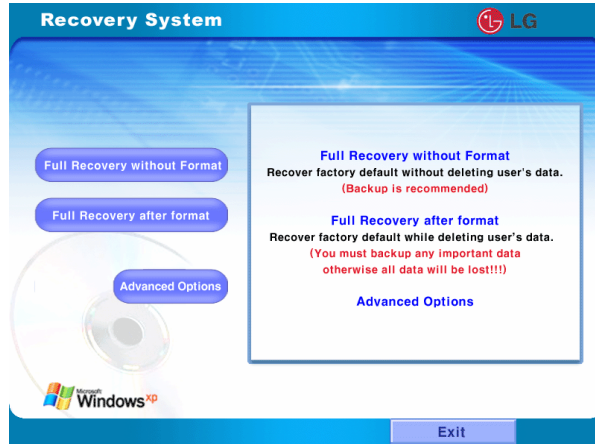 Recovery System
LG
Full Recovery without Format
Full Recovery after format
Advanced Options
Full Recovery without Format
Recover factory default without deleting user's data.
(Backup is recommended)
Full Recovery after format
Recover factory default while deleting user's data.
(You must backup any important data
otherwise all data will be lost!!!)
Advanced Options
Microsoft
Windows xp
Exit